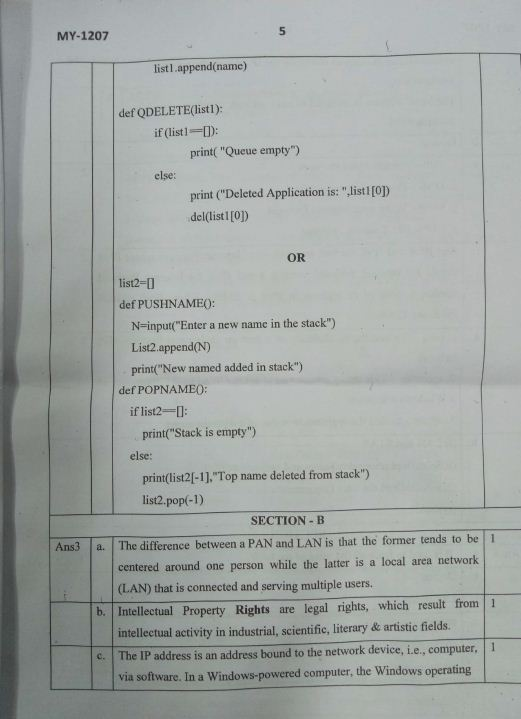 MY-1207
5
list1.append(name)
def QDELETE(list1):
if (list1==[]):
print( "Queue empty")
else:
print ("Deleted Application is: ",list1[0])
del(list1[0])
OR
list2=[]
def PUSHNAME():
N=input("Enter a new name in the stack")
List2.append(N)
print("New named added in stack")
def POPNAME():
if list2==[]:
print("Stack is empty")
else:
print(list2[-1],"Top name deleted from stack")
list2.pop(-1)
SECTION - B
Ans3 a. The difference between a PAN and LAN is that the former tends to be 1
centered around one person while the latter is a local area network
(LAN) that is connected and serving multiple users.
b. Intellectual Property Rights are legal rights, which result from 1
intellectual activity in industrial, scientific, literary & artistic fields.
c. The IP address is an address bound to the network device, i.e., computer, 1
via software. In a Windows-powered computer, the Windows operating